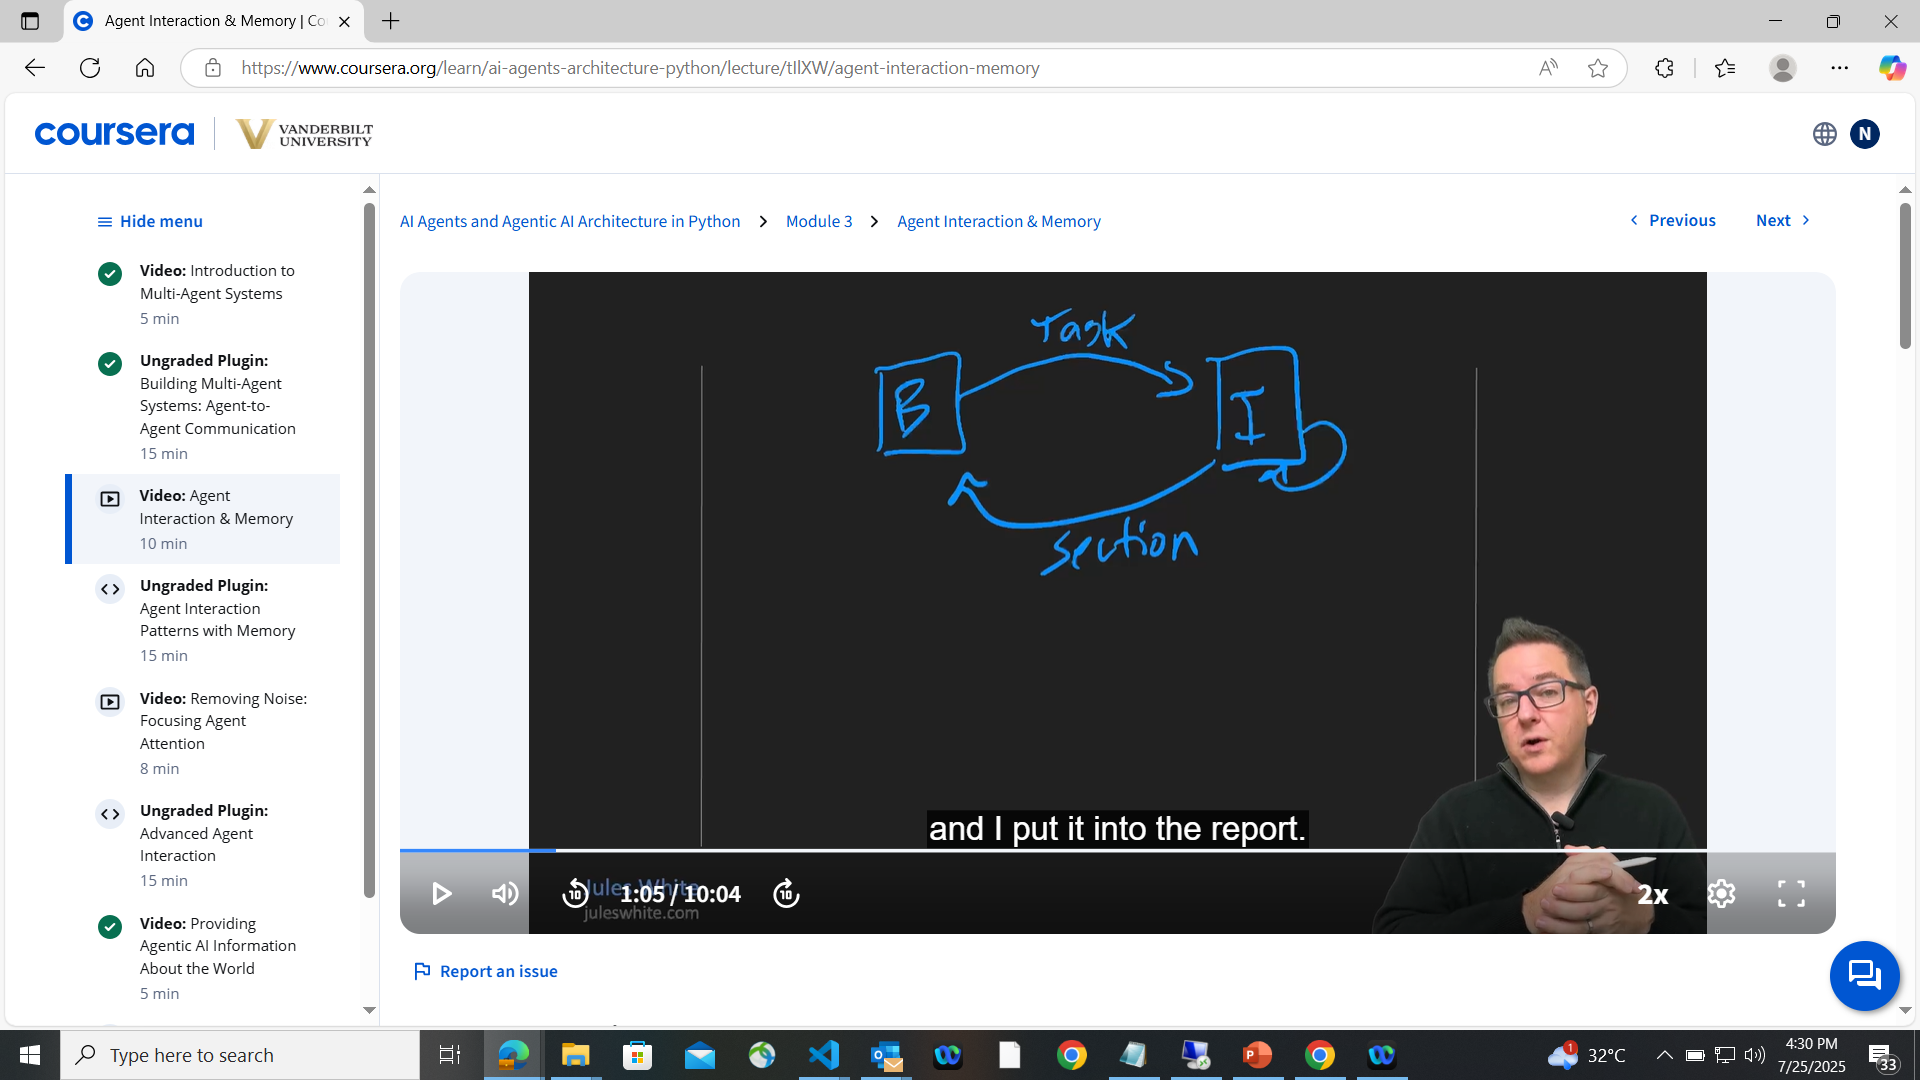 Agent Interaction & Memory | Co
https://www.coursera.org/learn/ai-agents-architecture-python/lecture/tIlXW/agent-interaction-memory
coursera
VANDERBILT
UNIVERSITY
N
Hide menu
Video: Introduction to
Multi-Agent Systems
5 min
Ungraded Plugin:
Building Multi-Agent
Systems: Agent-to-
Agent Communication
15 min
Video: Agent
Interaction & Memory
10 min
Ungraded Plugin:
Agent Interaction
Patterns with Memory
15 min
Video: Removing Noise:
Focusing Agent
Attention
8 min
Ungraded Plugin:
Advanced Agent
Interaction
15 min
Video: Providing
Agentic AI Information
About the World
5 min
AI Agents and Agentic AI Architecture in Python
Module 3
Agent Interaction & Memory
Previous
Next
Task
B
I
section
and I put it into the report.
Jules White
juleswhite.com
10
1:05 / 10:04
10
2x
Report an issue
Type here to search
1
32°C
4:30 PM
7/25/2025
33